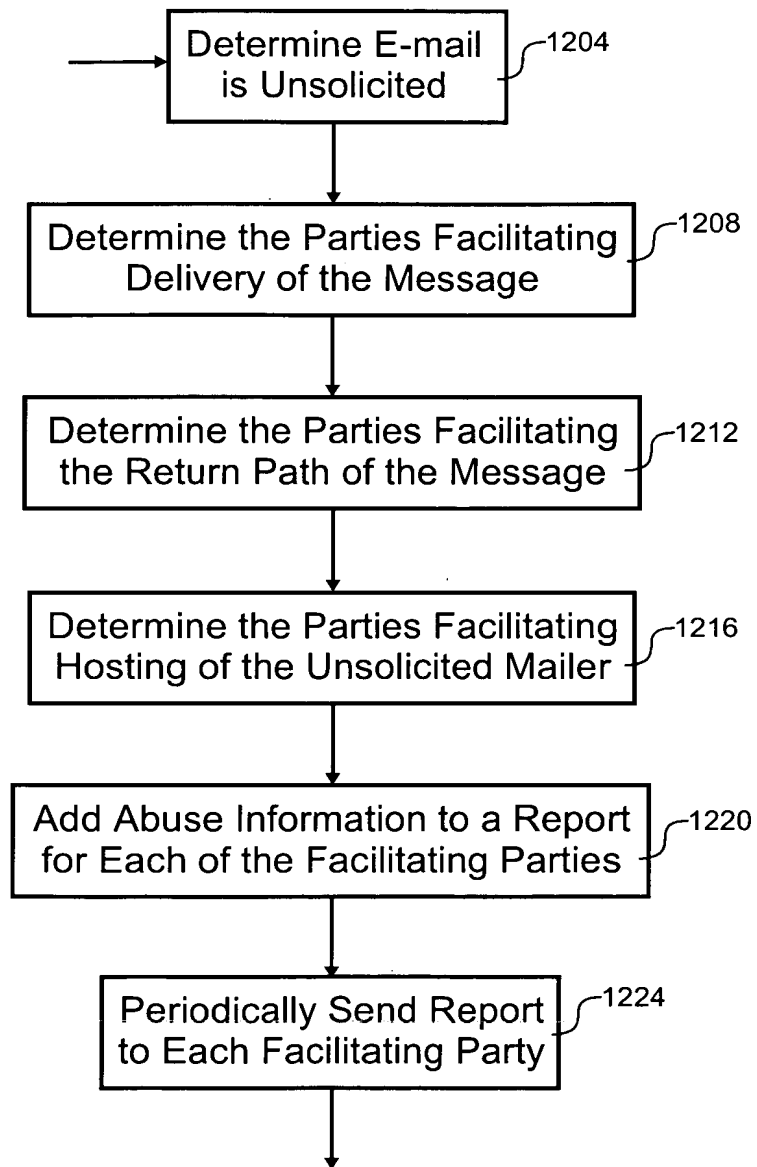 Determine E-mail
is Unsolicited
1204
Determine the Parties Facilitating
Delivery of the Message
1208
Determine the Parties Facilitating
the Return Path of the Message
1212
Determine the Parties Facilitating
Hosting of the Unsolicited Mailer
1216
Add Abuse Information to a Report
for Each of the Facilitating Parties
1220
Periodically Send Report
to Each Facilitating Party
1224